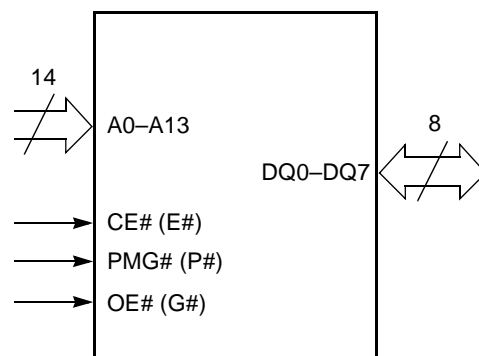 14
A0–A13
8
DQ0–DQ7
CE# (E#)
PMG# (P#)
OE# (G#)